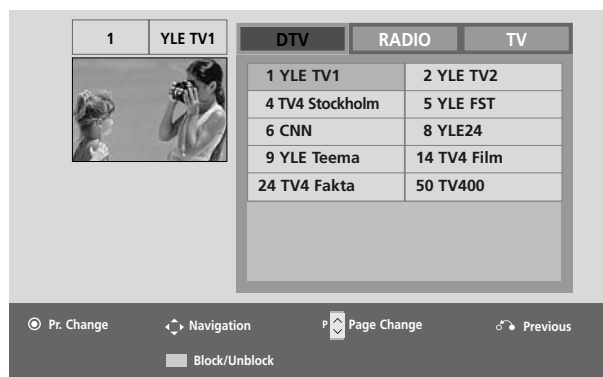 1 YLE TV1
DTV RADIO TV
1 YLE TV1 2 YLE TV2
4 TV4 Stockholm 5 YLE FST
6 CNN 8 YLE24
9 YLE Teema 14 TV4 Film
24 TV4 Fakta 50 TV400
Pr. Change Navigation P Page Change Previous
Block/Unblock